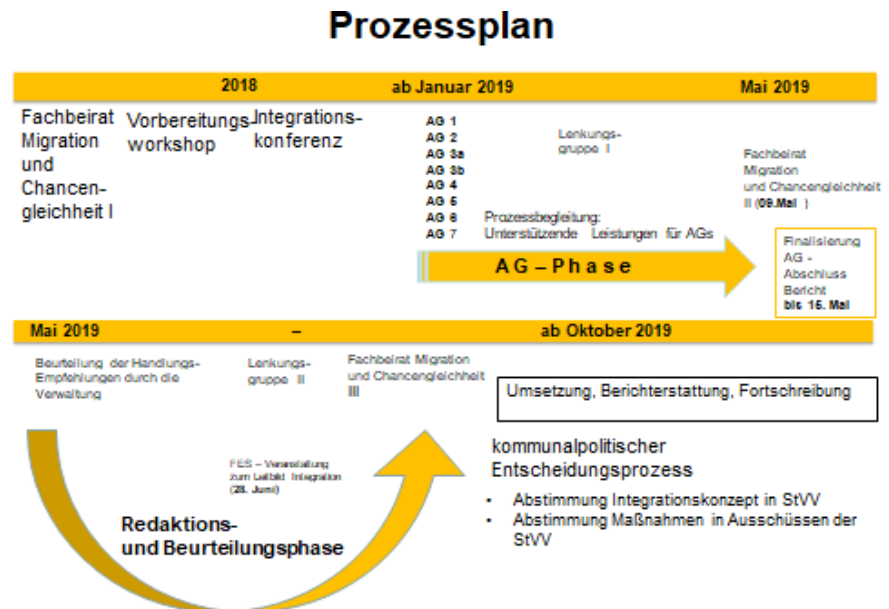 Prozessplan
2018
ab Januar 2019
Mai 2019
Fachbeirat
Migration
und
Chancen-
gleichheit I
Vorbereitungs-
workshop
Integrations-
konferenz
AG 1
AG 2
AG 3a
AG 3b
AG 4
AG 5
AG 6
AG 7
Lenkungs-
gruppe I
Prozessbegleitung:
Unterstützende Leistungen für AGs
AG – Phase
Fachbeirat
Migration
und Chancengleichheit
II (09.Mai )
Finalisierung
AG -
Abschluss
Bericht
bis 15. Mai
Mai 2019
–
ab Oktober 2019
Beurteilung der Handlungs-
Empfehlungen durch die
Verwaltung
Lenkungs-
gruppe II
Fachbeirat Migration
und Chancengleichheit
III
Umsetzung, Berichterstattung, Fortschreibung
FES – Veranstaltung
zum Leitbild Integration
(28. Juni)
Redaktions-
und Beurteilungsphase
kommunalpolitischer
Entscheidungsprozess
▪ Abstimmung Integrationskonzept in StVV
▪ Abstimmung Maßnahmen in Ausschüssen der
StVV